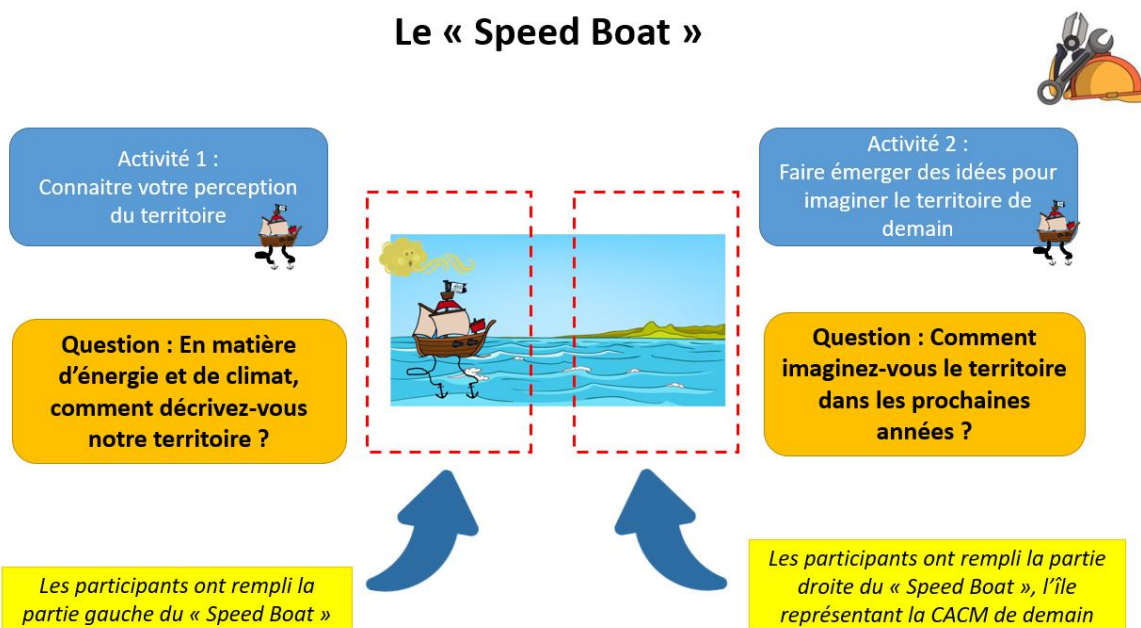 Le « Speed Boat »
Activité 1 :
Connaitre votre perception
du territoire
Activité 2 :
Faire émerger des idées pour
imaginer le territoire de
demain
Question : En matière
d’énergie et de climat,
comment décrivez-vous
notre territoire ?
Question : Comment
imaginez-vous le territoire
dans les prochaines
années ?
Les participants ont rempli la
partie gauche du « Speed Boat »
Les participants ont rempli la partie
droite du « Speed Boat », l’île
représentant la CACM de demain